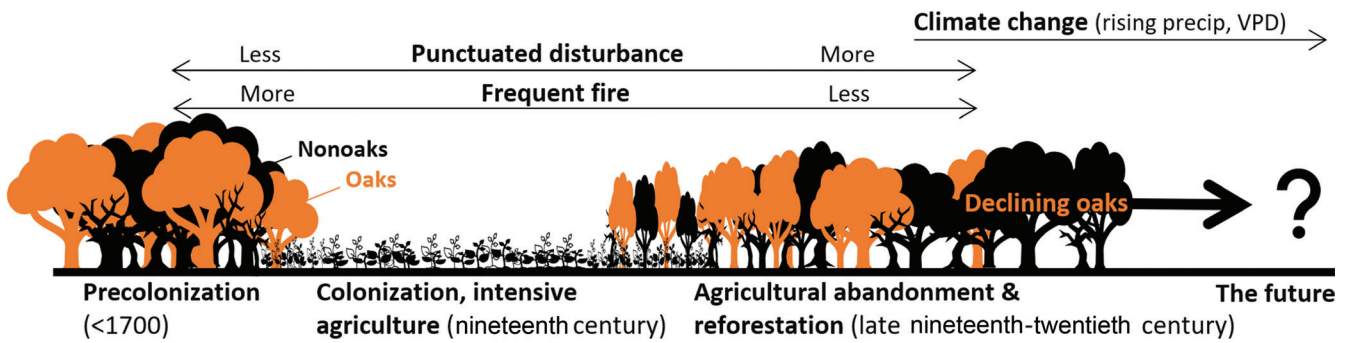 Climate change (rising precip, VPD)
Less Punctuated disturbance More
More Frequent fire Less
Nonoaks
Oaks
Declining oaks
?
Precolonization
(<1700)
Colonization, intensive
agriculture (nineteenth century)
Agricultural abandonment &
reforestation (late nineteenth-twentieth century)
The future